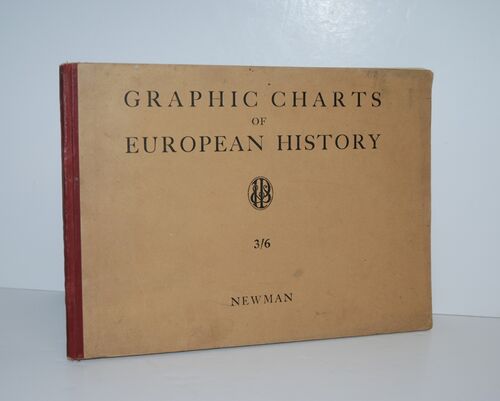 GRAPHIC CHARTS
OF
EUROPEAN HISTORY
3/6
NEWMAN